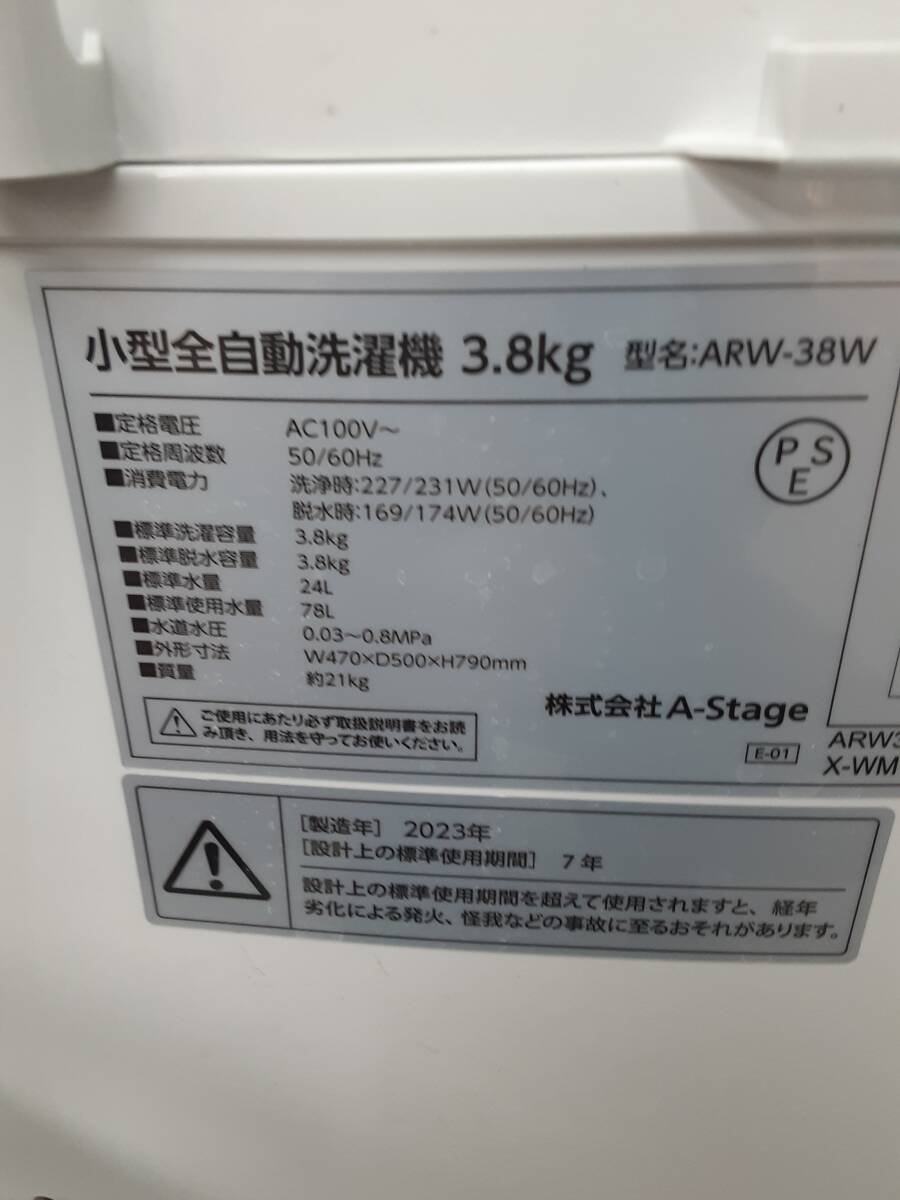 小型全自動洗濯機 3.8kg 型名:ARW-38W
■定格電圧 AC100V～
■定格周波数 50/60Hz
■消費電力 洗浄時:227/231W(50/60Hz)、
脱水時:169/174W(50/60Hz)
■標準洗濯容量 3.8kg
■標準脱水容量 3.8kg
■標準水量 24L
■標準使用水量 78L
■水道水圧 0.03～0.8MPa
■外形寸法 W470×D500×H790mm
■質量 約21kg
PSE
ご使用にあたり必ず取扱説明書をお読
み頂き、用法を守ってお使いください。
株式会社A-Stage
E-01
ARW3
X-WM
[製造年] 2023年
[設計上の標準使用期間] 7年
設計上の標準使用期間を超えて使用されますと、経年
劣化による発火、怪我などの事故に至るおそれがあります。